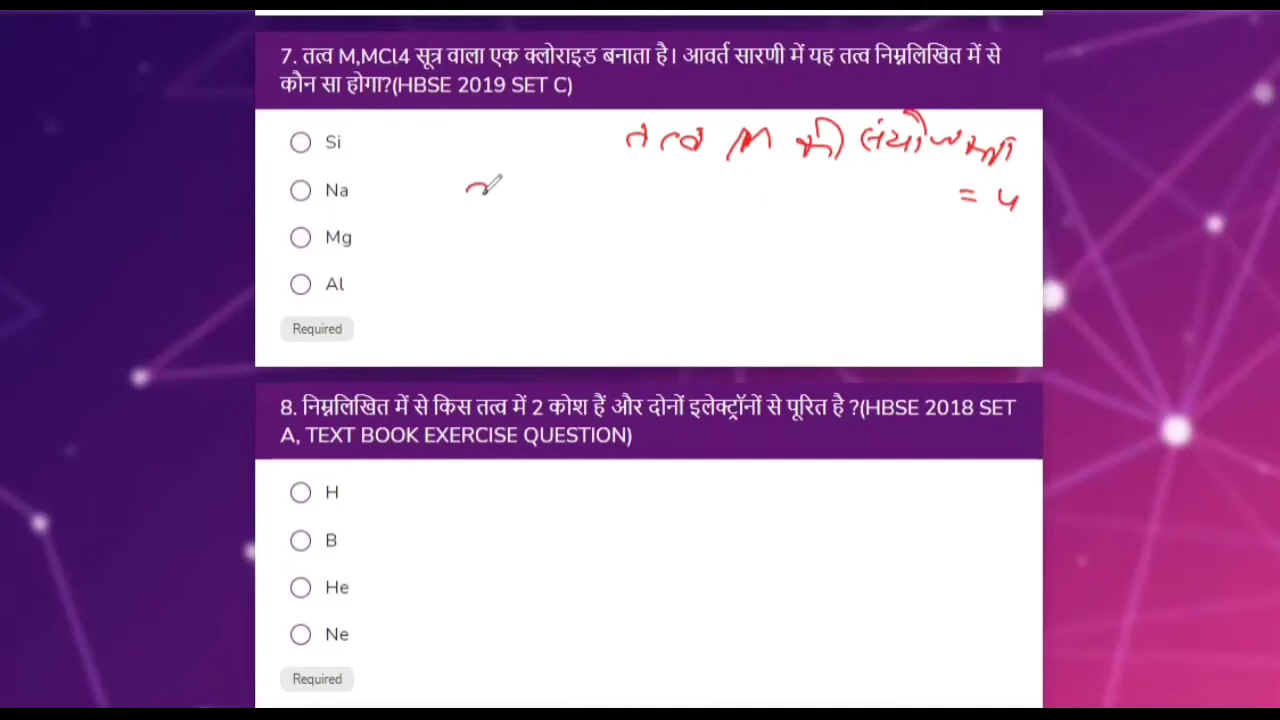 7. तत्व M,MCl4 सूत्र वाला एक क्लोराइड बनाता है। आवर्त सारणी में यह तत्व निम्नलिखित में से
कौन सा होगा?(HBSE 2019 SET C)
Si
तत्व M की संयोजकता
Na
= 4
Mg
Al
Required
8. निम्नलिखित में से किस तत्व में 2 कोश हैं और दोनों इलेक्ट्रॉनों से पूरित है ?(HBSE 2018 SET
A, TEXT BOOK EXERCISE QUESTION)
H
B
He
Ne
Required